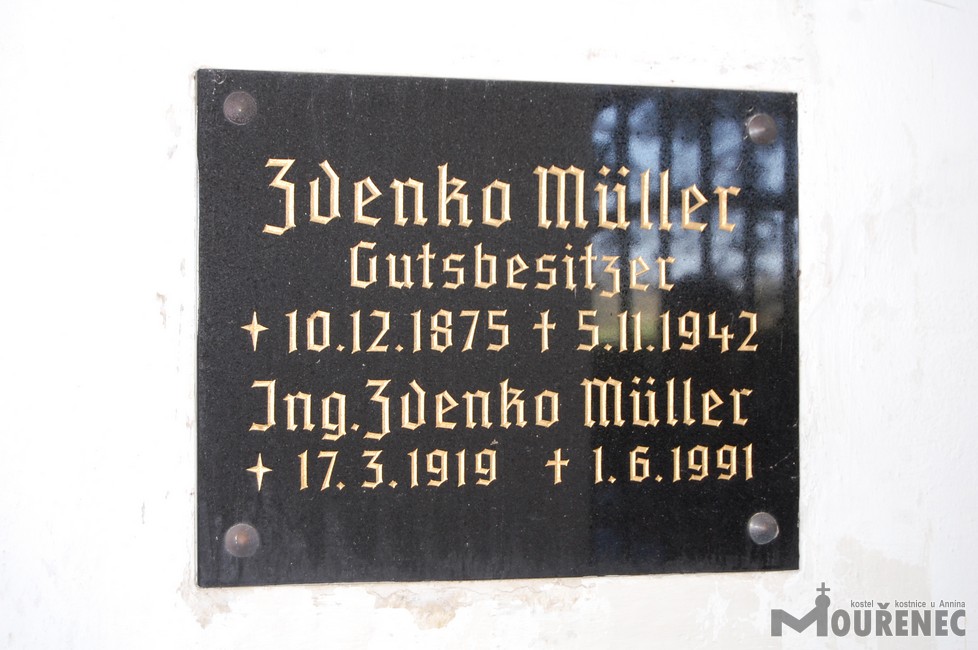 Zdenko Müller
Gutsbesitzer
✦ 10.12.1875 ✝ 5.11.1942
Ing. Zdenko Müller
✦ 17.3.1919 ✝ 1.6.1991
kostel kostnice u Annina
MOUŘENEC